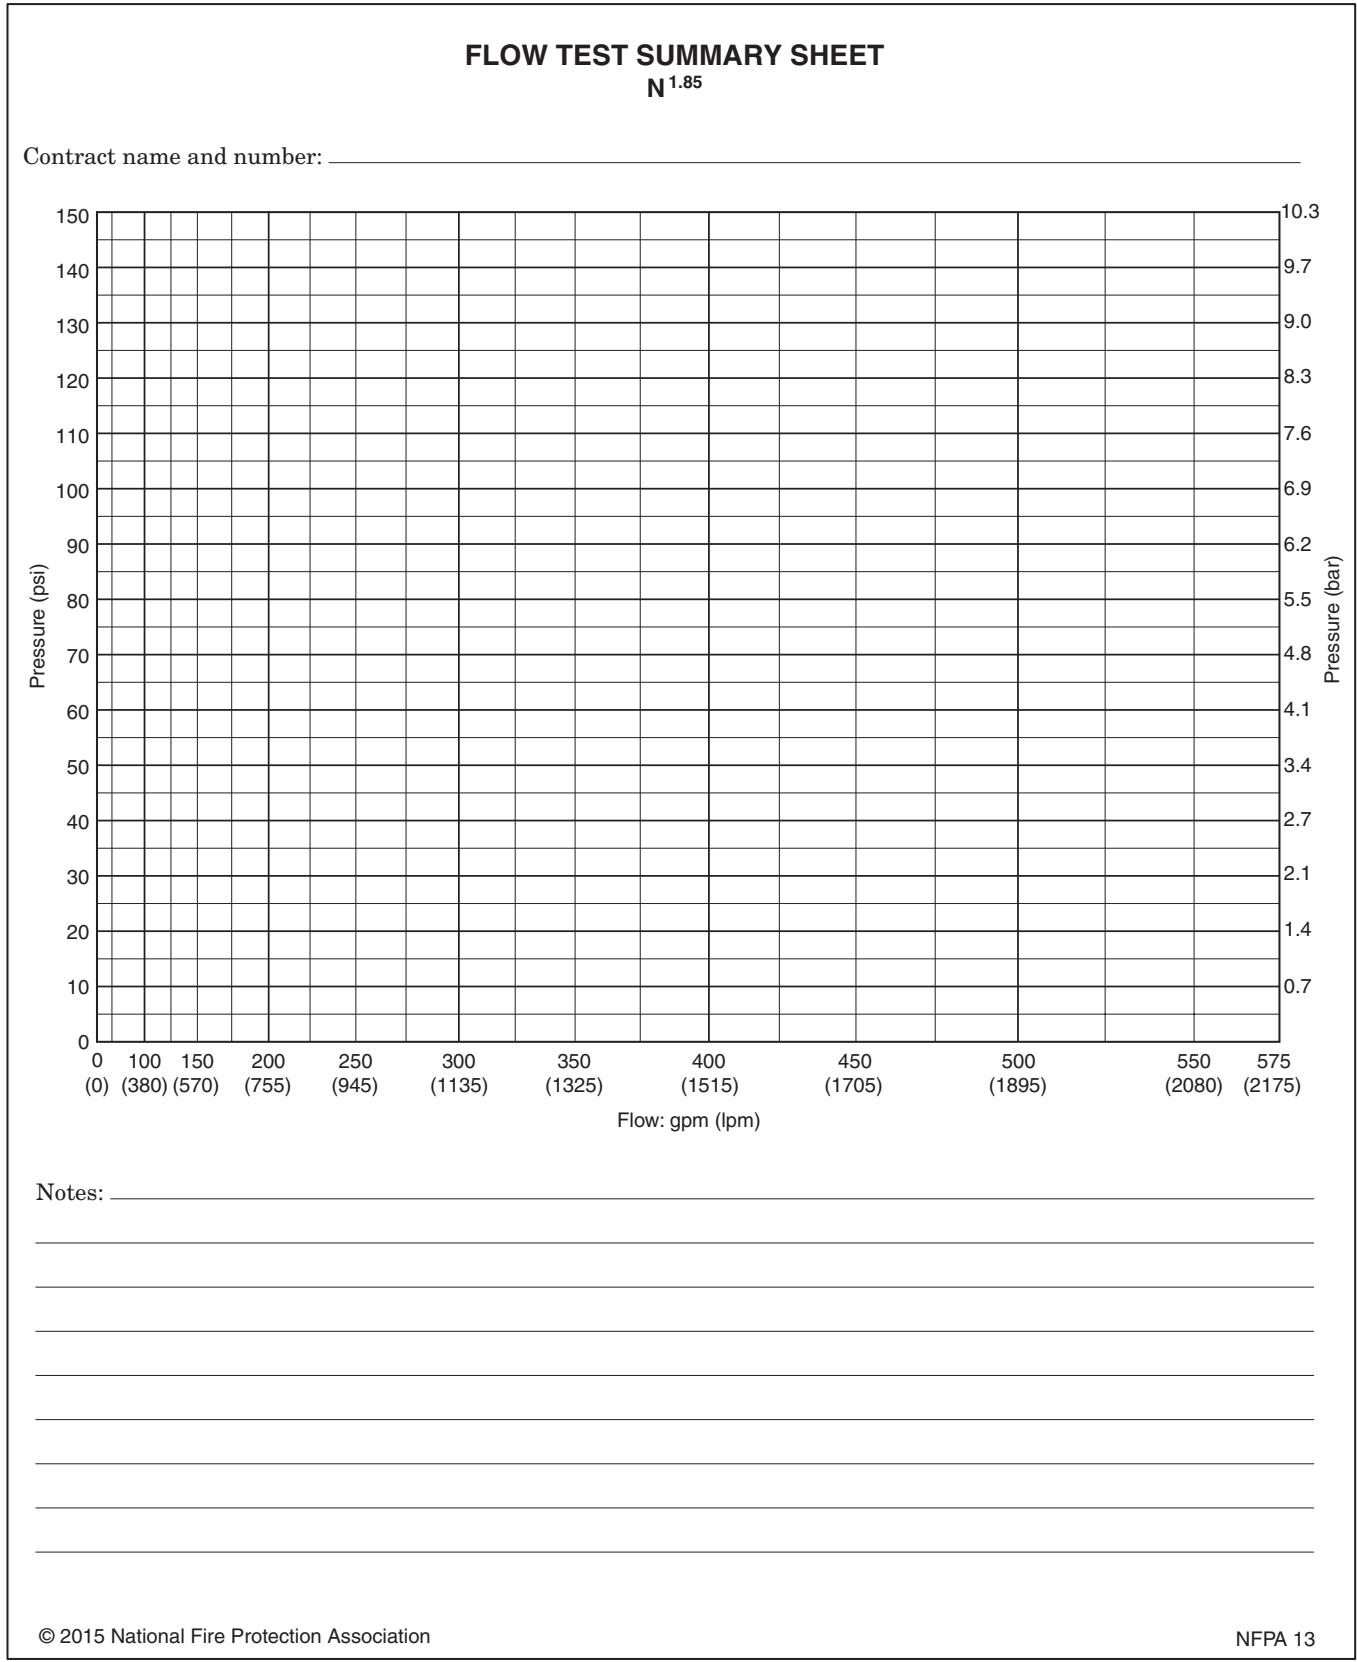 FLOW TEST SUMMARY SHEET
N 1.85
Contract name and number:
150 10.3
140 9.7
130 9.0
120 8.3
110 7.6
100 6.9
90 6.2
80 5.5
70 4.8
60 4.1
50 3.4
40 2.7
30 2.1
20 1.4
10 0.7
0
Pressure (psi)
Pressure (bar)
0 100 150 200 250 300 350 400 450 500 550 575
(0) (380) (570) (755) (945) (1135) (1325) (1515) (1705) (1895) (2080) (2175)
Flow: gpm (lpm)
Notes:
© 2015 National Fire Protection Association NFPA 13